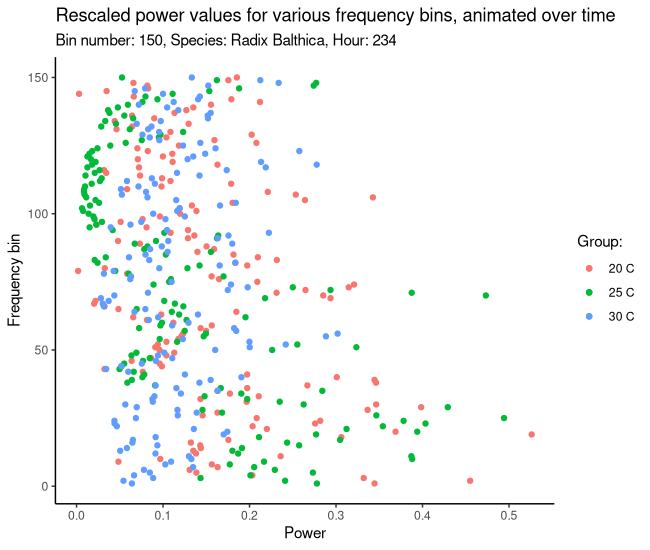 Rescaled power values for various frequency bins, animated over time
Bin number: 150, Species: Radix Balthica, Hour: 234
150
100
50
0
Frequency bin
0.0 0.1 0.2 0.3 0.4 0.5
Power
Group:
20 C
25 C
30 C